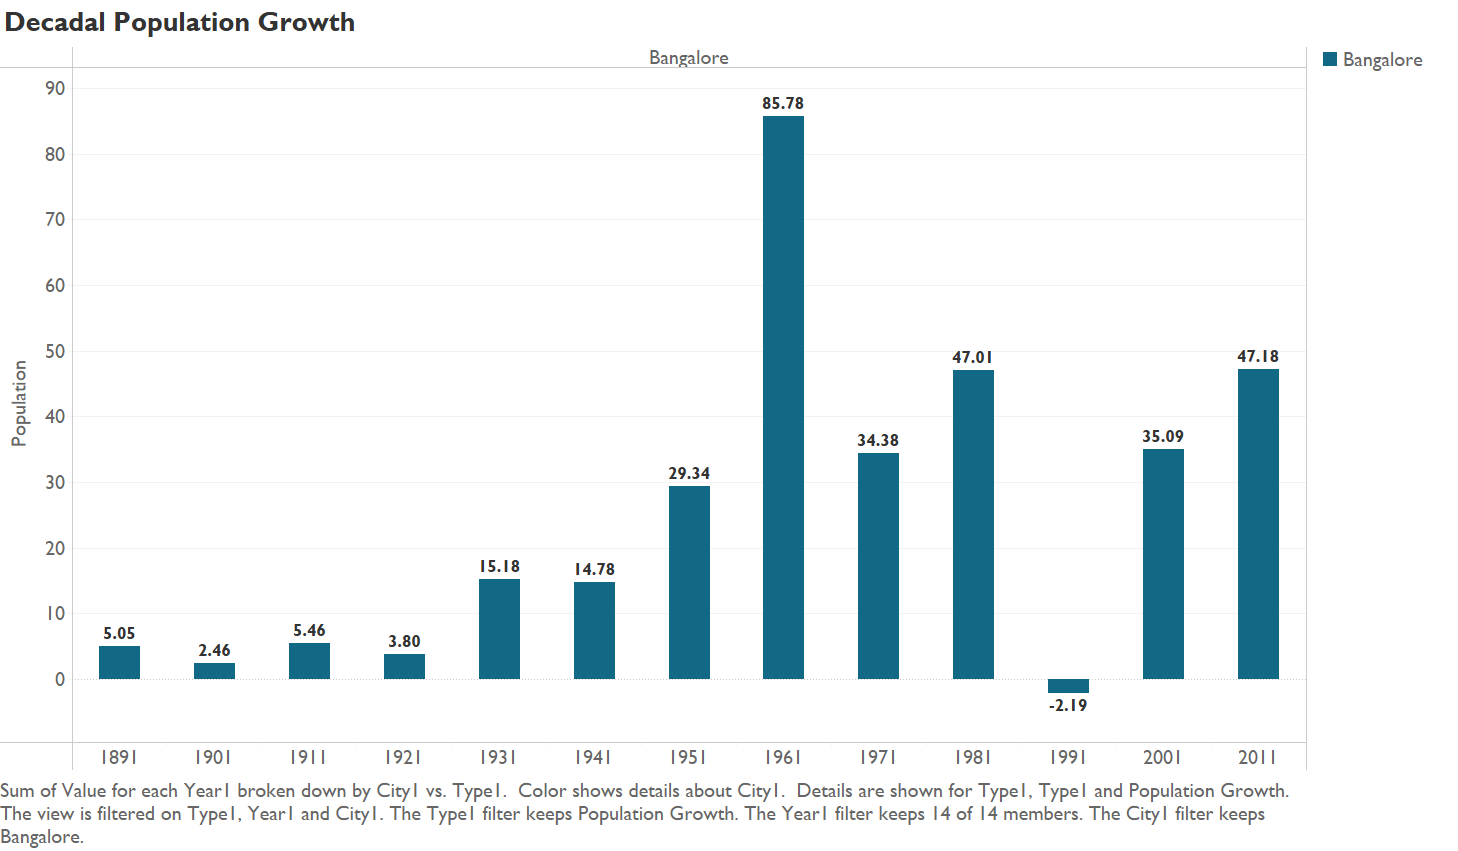 Decadal Population Growth
Bangalore
Bangalore
90
80
70
60
50
40
30
20
10
0
Population
5.05
2.46
5.46
3.80
15.18
14.78
29.34
85.78
34.38
47.01
-2.19
35.09
47.18
1891 1901 1911 1921 1931 1941 1951 1961 1971 1981 1991 2001 2011
Sum of Value for each Year1 broken down by City1 vs. Type1.  Color shows details about City1.  Details are shown for Type1, Type1 and Population Growth.
The view is filtered on Type1, Year1 and City1. The Type1 filter keeps Population Growth. The Year1 filter keeps 14 of 14 members. The City1 filter keeps
Bangalore.